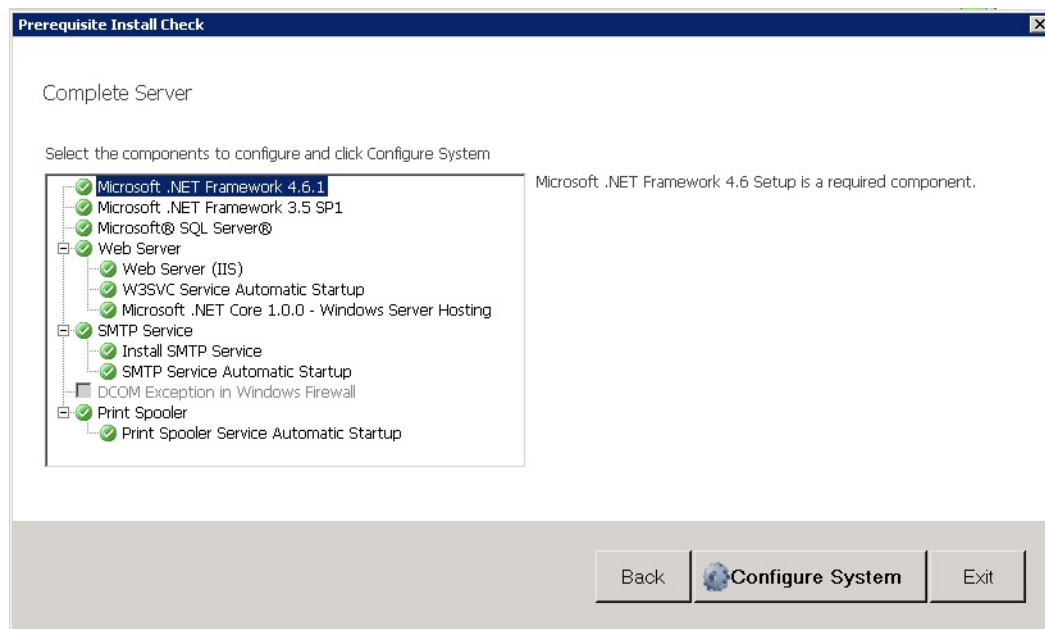 Prerequisite Install Check
Complete Server
Select the components to configure and click Configure System
Microsoft .NET Framework 4.6.1
Microsoft .NET Framework 4.6 Setup is a required component.
Microsoft .NET Framework 3.5 SP1
Microsoft® SQL Server®
Web Server
Web Server (IIS)
W3SVC Service Automatic Startup
Microsoft .NET Core 1.0.0 - Windows Server Hosting
SMTP Service
Install SMTP Service
SMTP Service Automatic Startup
DCOM Exception in Windows Firewall
Print Spooler
Print Spooler Service Automatic Startup
Back
Configure System
Exit